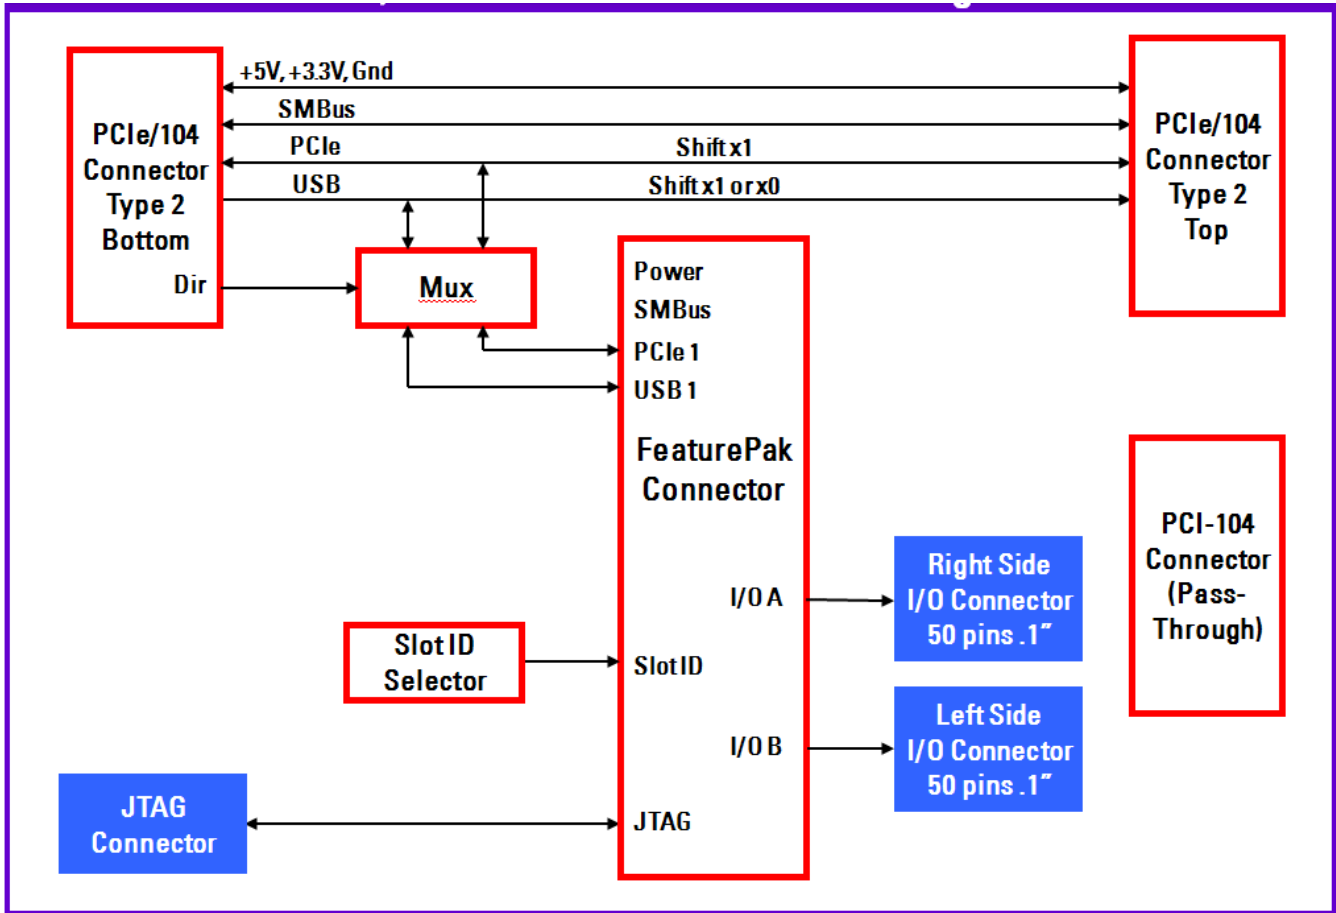 +5V, +3.3V, Gnd
SMBus
PCIe
Shift x1
USB
Shift x1 or x0
PCIe/104
Connector
Type 2
Bottom
Dir
PCIe/104
Connector
Type 2
Top
Mux
Power
SMBus
PCIe 1
USB 1
FeaturePak
Connector
I/O A
Slot ID
I/O B
JTAG
Right Side
I/O Connector
50 pins .1”
Left Side
I/O Connector
50 pins .1”
PCI-104
Connector
(Pass-
Through)
Slot ID
Selector
JTAG
Connector